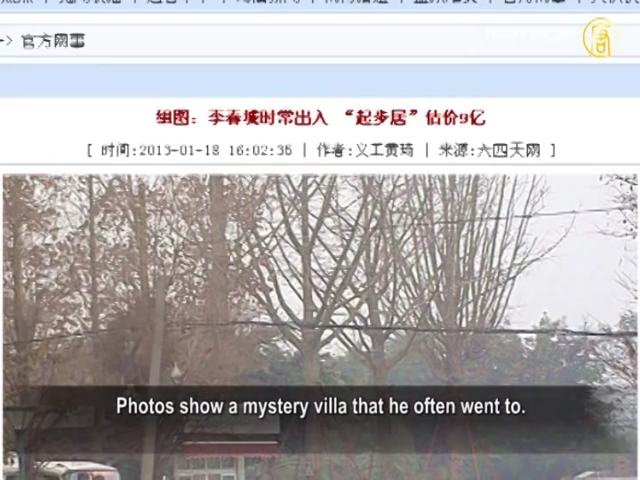 -> 官方网事
组图：李春城时常出入 “起步居”估价9亿
[ 时间:2013-01-18 16:02:35 | 作者:义工黄琦 | 来源:六四天网 ]
Photos show a mystery villa that he often went to.